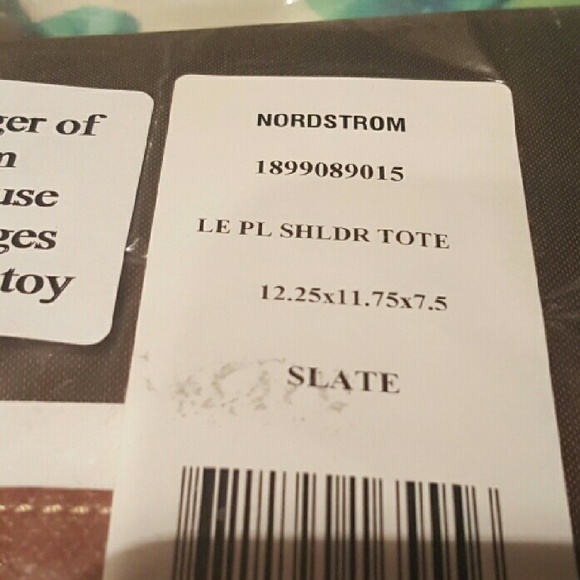 ger of
use
ges
toy
NORDSTROM
1899089015
LE PL SHLDR TOTE
12.25x11.75x7.5
SLATE